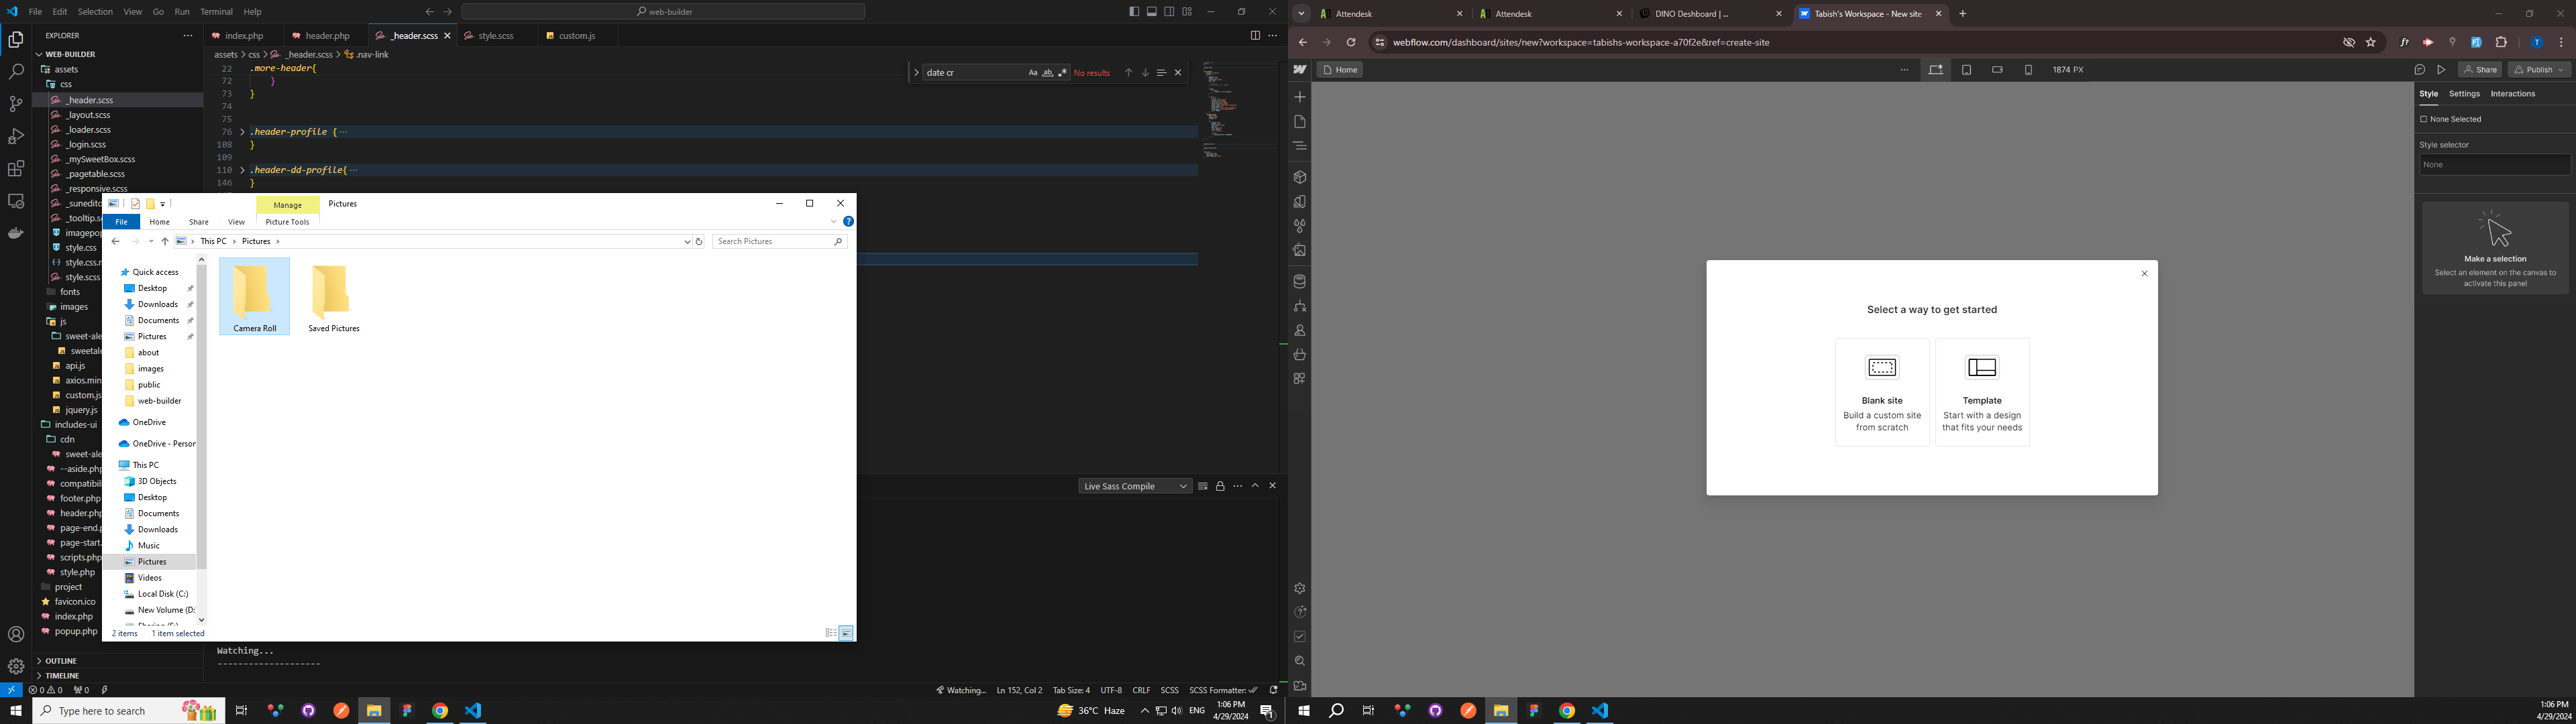 File Edit Selection View Go Run Terminal Help
web-builder
EXPLORER
WEB-BUILDER
assets
css
_header.scss
_layout.scss
_loader.scss
_login.scss
_mySweetBox.scss
_pagetable.scss
_responsive.scss
_sunedito
_tooltip.sc
imagepop
style.css
style.css.m
style.scss
fonts
images
js
sweet-ale
sweetale
api.js
axios.min
custom.js
jquery.js
includes-ui
cdn
sweet-ale
--aside.php
compatibili
footer.php
header.php
page-end.p
page-start.
scripts.php
style.php
project
favicon.ico
index.php
popup.php
OUTLINE
TIMELINE
index.php header.php _header.scss style.scss custom.js
assets > css > _header.scss > .nav-link
22 .more-header{
72 }
73 }
74
75
76 .header-profile { ...
108 }
109
110 .header-dd-profile{ ...
146 }
date cr Aa ab No results
Live Sass Compile
Watching...
--------------------
0 0 0 Watching... Ln 152, Col 2 Tab Size: 4 UTF-8 CRLF SCSS SCSS Formatter:
Manage Pictures
File Home Share View Picture Tools
This PC > Pictures >
Search Pictures
Quick access
Desktop
Downloads
Documents
Pictures
about
images
public
web-builder
OneDrive
OneDrive - Person
This PC
3D Objects
Desktop
Documents
Downloads
Music
Pictures
Videos
Local Disk (C:)
New Volume (D:
Camera Roll
Saved Pictures
2 items 1 item selected
Type here to search
36°C Haze
ENG
1:06 PM
4/29/2024
1
Attendesk
Attendesk
DINO Deshboard | ...
Tabish's Workspace - New site
webflow.com/dashboard/sites/new?workspace=tabishs-workspace-a70f2e&ref=create-site
T
Home
1874 PX
Share
Publish
Style Settings Interactions
None Selected
Style selector
None
Make a selection
Select an element on the canvas to
activate this panel
Select a way to get started
Blank site
Build a custom site
from scratch
Template
Start with a design
that fits your needs
1:06 PM
4/29/2024